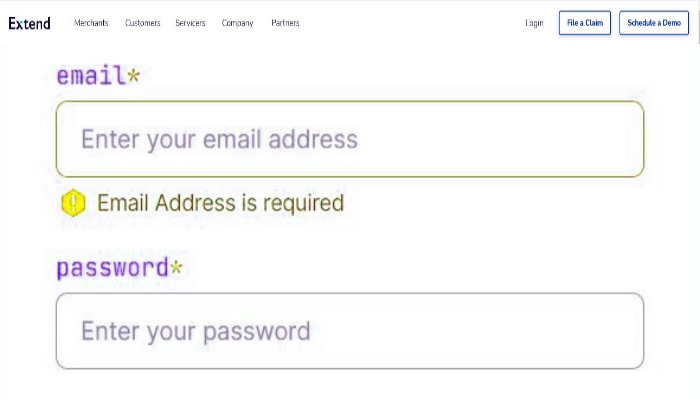 Extend Merchants Customers Servicers Company Partners Login File a Claim Schedule a Demo
email*
Enter your email address
Email Address is required
password*
Enter your password